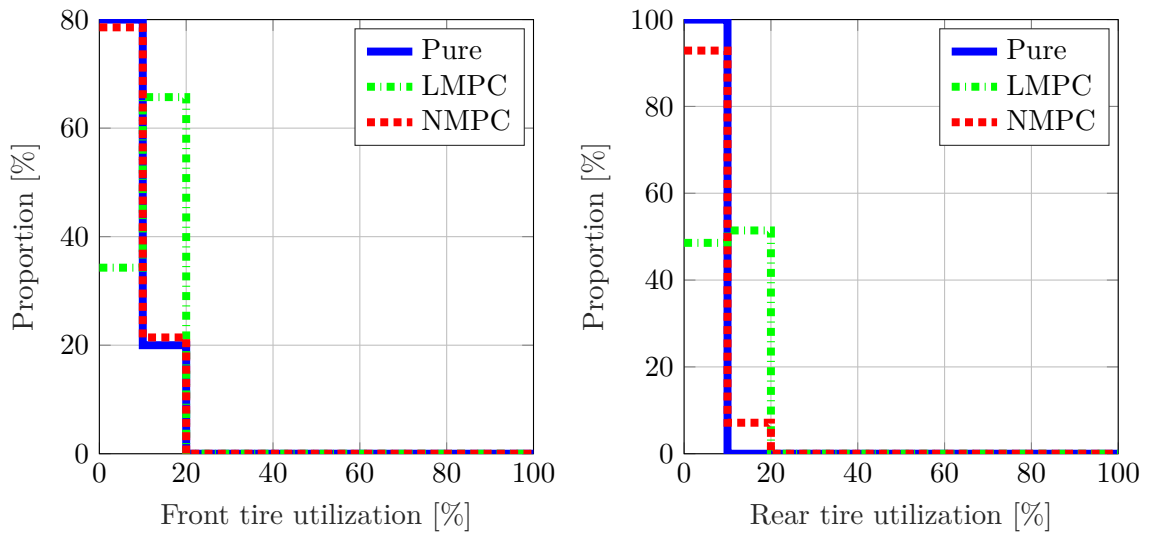 80
60
40
20
0
0 20 40 60 80 100
Proportion [%]
Front tire utilization [%]
Pure
LMPC
NMPC
100
80
60
40
20
0
0 20 40 60 80 100
Proportion [%]
Rear tire utilization [%]
Pure
LMPC
NMPC